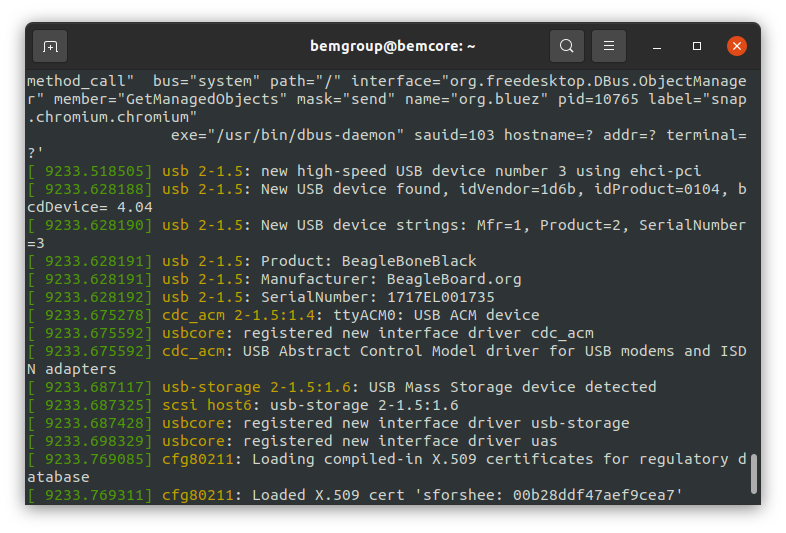 bemgroup@bemcore: ~
method_call"  bus="system" path="/" interface="org.freedesktop.DBus.ObjectManage
r" member="GetManagedObjects" mask="send" name="org.bluez" pid=10765 label="snap
.chromium.chromium"
                exe="/usr/bin/dbus-daemon" sauid=103 hostname=? addr=? terminal=
?'
[ 9233.518505] usb 2-1.5: new high-speed USB device number 3 using ehci-pci
[ 9233.628188] usb 2-1.5: New USB device found, idVendor=1d6b, idProduct=0104, b
cdDevice= 4.04
[ 9233.628190] usb 2-1.5: New USB device strings: Mfr=1, Product=2, SerialNumber
=3
[ 9233.628191] usb 2-1.5: Product: BeagleBoneBlack
[ 9233.628191] usb 2-1.5: Manufacturer: BeagleBoard.org
[ 9233.628192] usb 2-1.5: SerialNumber: 1717EL001735
[ 9233.675278] cdc_acm 2-1.5:1.4: ttyACM0: USB ACM device
[ 9233.675592] usbcore: registered new interface driver cdc_acm
[ 9233.675592] cdc_acm: USB Abstract Control Model driver for USB modems and ISD
N adapters
[ 9233.687117] usb-storage 2-1.5:1.6: USB Mass Storage device detected
[ 9233.687325] scsi host6: usb-storage 2-1.5:1.6
[ 9233.687428] usbcore: registered new interface driver usb-storage
[ 9233.698329] usbcore: registered new interface driver uas
[ 9233.769085] cfg80211: Loading compiled-in X.509 certificates for regulatory d
atabase
[ 9233.769311] cfg80211: Loaded X.509 cert 'sforshee: 00b28ddf47aef9cea7'